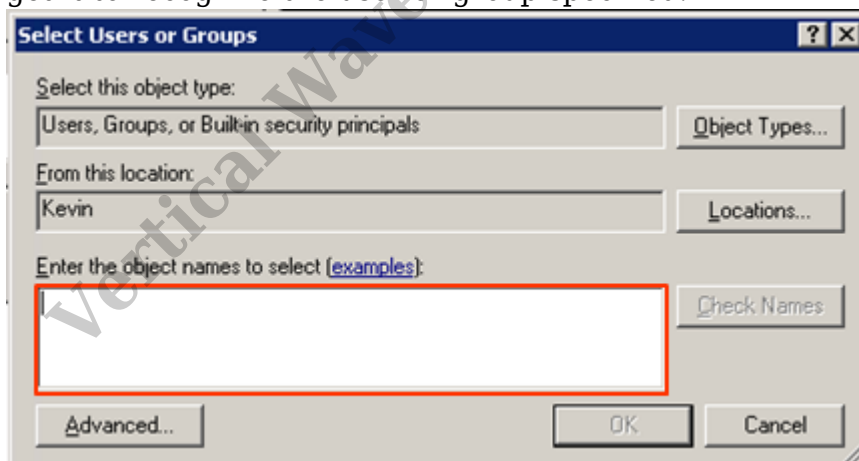 Select Users or Groups
Select this object type:
Users, Groups, or Built-in security principals
Object Types...
From this location:
Kevin
Locations...
Enter the object names to select (examples):
Check Names
Advanced...
OK
Cancel
Vertical Wave